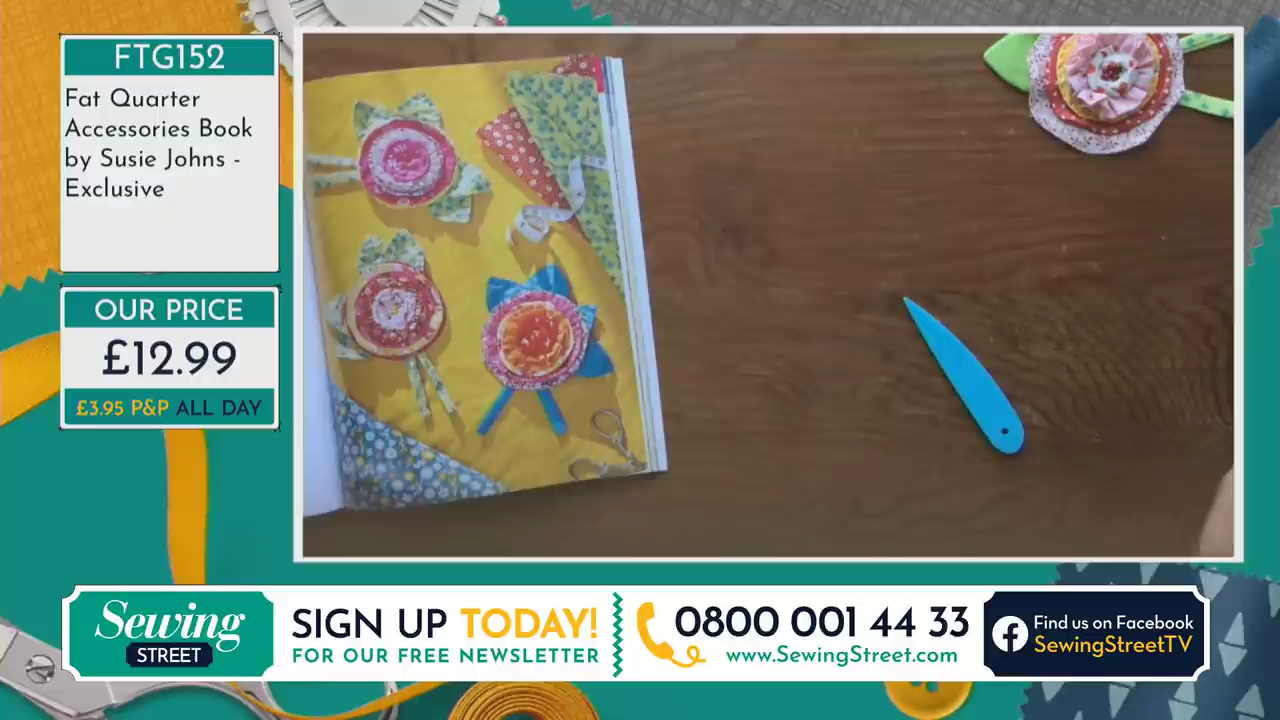 FTG152
Fat Quarter
Accessories Book
by Susie Johns -
Exclusive
OUR PRICE
£12.99
£3.95 P&P ALL DAY
Sewing
STREET
SIGN UP TODAY!
FOR OUR FREE NEWSLETTER
0800 001 44 33
www.SewingStreet.com
Find us on Facebook
SewingStreetTV